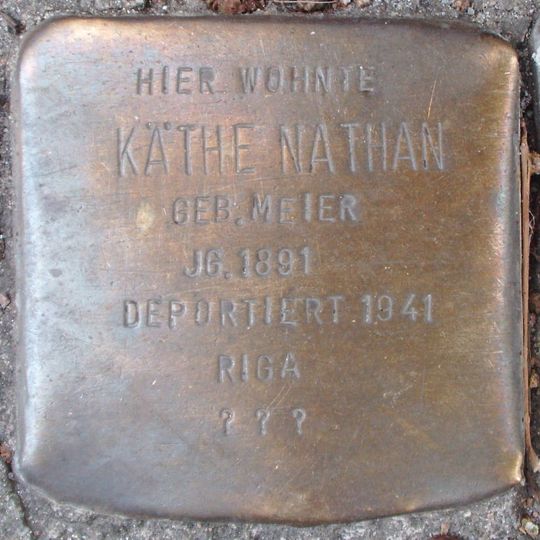 HIER WOHNTE
KÄTHE NATHAN
GEB. MEIER
JG. 1891
DEPORTIERT 1941
RIGA
? ? ?